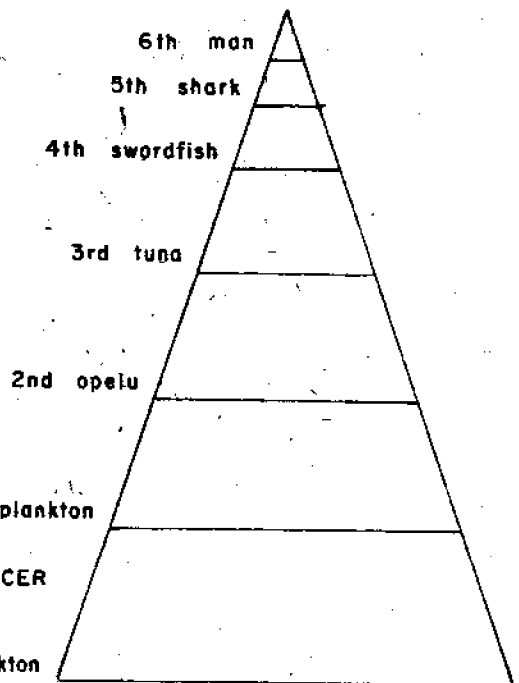 6th man
5th shark
4th swordfish
3rd tuna
2nd opelu
plankton
CER
kton